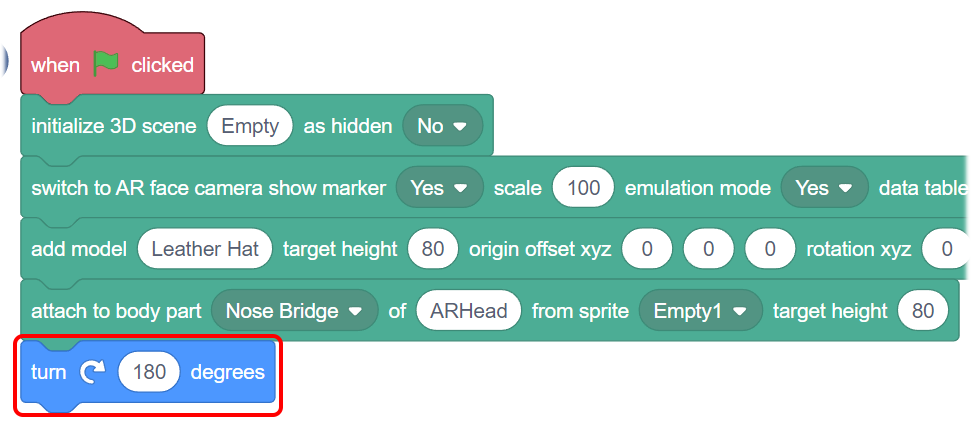 when clicked
initialize 3D scene Empty as hidden No
switch to AR face camera show marker Yes scale 100 emulation mode Yes data table
add model Leather Hat target height 80 origin offset xyz 0 0 0 rotation xyz 0
attach to body part Nose Bridge of ARHead from sprite Empty1 target height 80
turn 180 degrees